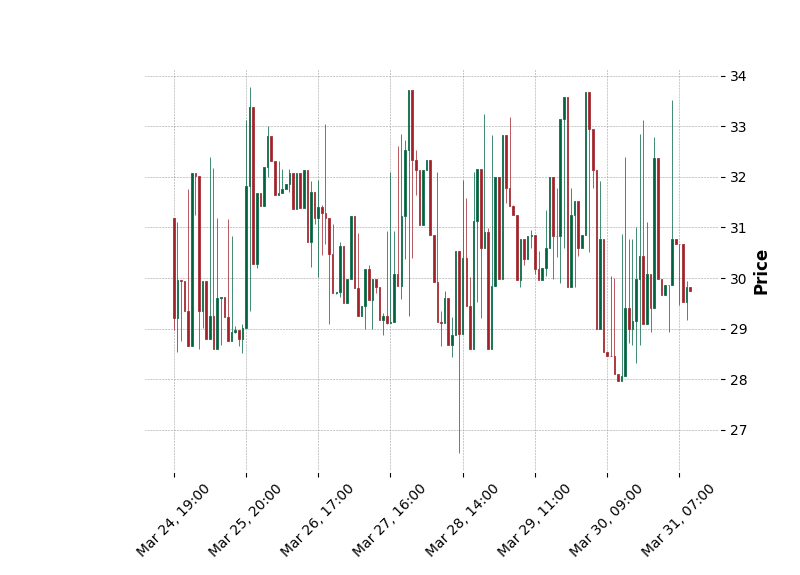 34
33
32
31
30
29
28
27
Price
Mar 24, 19:00
Mar 25, 20:00
Mar 26, 17:00
Mar 27, 16:00
Mar 28, 14:00
Mar 29, 11:00
Mar 30, 09:00
Mar 31, 07:00